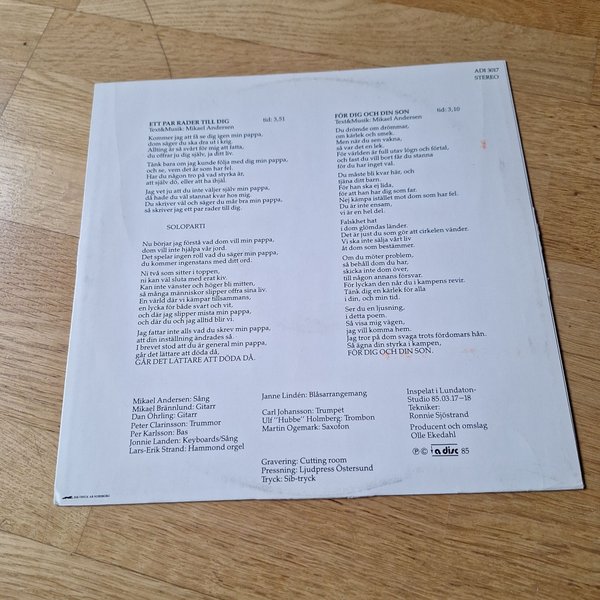 ADI 3017
STEREO
ETT PAR RADER TILL DIG tid: 3,51
Text&Musik: Mikael Andersen
Kommer jag att få se dig igen min pappa,
dom säger du ska dra ut i krig.
Allting är så svårt för mig att fatta,
du offrar ju dig själv, ja ditt liv.
Tänk bara om jag kunde följa med dig min pappa,
och se, vem det är som har fel.
Har du någon tro på vad styrka är,
att själv dö, eller att ha ihjäl.
Jag vet ju att du inte väljer själv min pappa,
då hade du väl stannat kvar hos mig.
Du skriver väl och säger du mår bra min pappa,
så skriver jag ett par rader till dig.
SOLOPARTI
Nu börjar jag förstå vad dom vill min pappa,
dom vill inte hjälpa vår jord.
Det spelar ingen roll vad du säger min pappa,
du kommer ingenstans med ditt ord.
Ni två som sitter i toppen,
ni kan väl sluta med erat kiv.
Kan inte vänster och höger bli mitten,
så många människor slipper offra sina liv.
En värld där vi kämpar tillsammans,
en lycka för både svart och vit,
och där jag slipper mista min pappa,
och där du och jag alltid blir vi.
Jag fattar inte alls vad du skrev min pappa,
att din inställning ändrades så.
I brevet stod att du är general min pappa,
går det lättare att döda då,
GÅR DET LÄTTARE ATT DÖDA DÅ.
FÖR DIG OCH DIN SON tid: 3,10
Text&Musik: Mikael Andersen
Du drömde om drömmar,
om kärlek och smek.
Men när du sen vakna,
så var det en lek.
För världen är full utav lögn och förtal,
och fast du vill bort får du stanna
för du har inget val.
Du måste bli kvar här, och
tjäna ditt barn.
För han ska ej lida,
för att han har dig som far.
Nej kämpa istället mot dom som har fel.
Du är inte ensam,
vi är en hel del.
Falskhet hat
i dom glömdas länder.
Det är just du som gör att cirkelen vänder.
Vi ska inte sälja vårt liv
åt dom som bestämmer.
Om du möter problem,
så behåll dom du har,
skicka inte dom över,
till någon annans försvar.
För lyckan den når du i kampens revir.
Tänk dig en kärlek för alla
i din, och min tid.
Ser du en ljusning,
i detta poem.
Så visa mig vägen,
jag vill komma hem.
Jag tror på dom svaga trots fördomars hån.
Så ägna din styrka i kampen,
FÖR DIG OCH DIN SON.
Mikael Andersen: Sång
Mikael Brännlund: Gitarr
Dan Öhrling: Gitarr
Peter Clarinsson: Trummor
Per Karlsson: Bas
Jonnie Landen: Keyboards/Sång
Lars-Erik Strand: Hammond orgel
Janne Lindén: Blåsarrangemang
Carl Johansson: Trumpet
Ulf "Hubbe" Holmberg: Trombon
Martin Ogemark: Saxofon
Gravering: Cutting room
Pressning: Ljudpress Östersund
Tryck: Sib-tryck
Inspelat i Lundaton-
Studio 85.03.17–18
Tekniker:
Ronnie Sjöstrand
Producent och omslag
Olle Ekedahl
Ⓟ © a disc 85